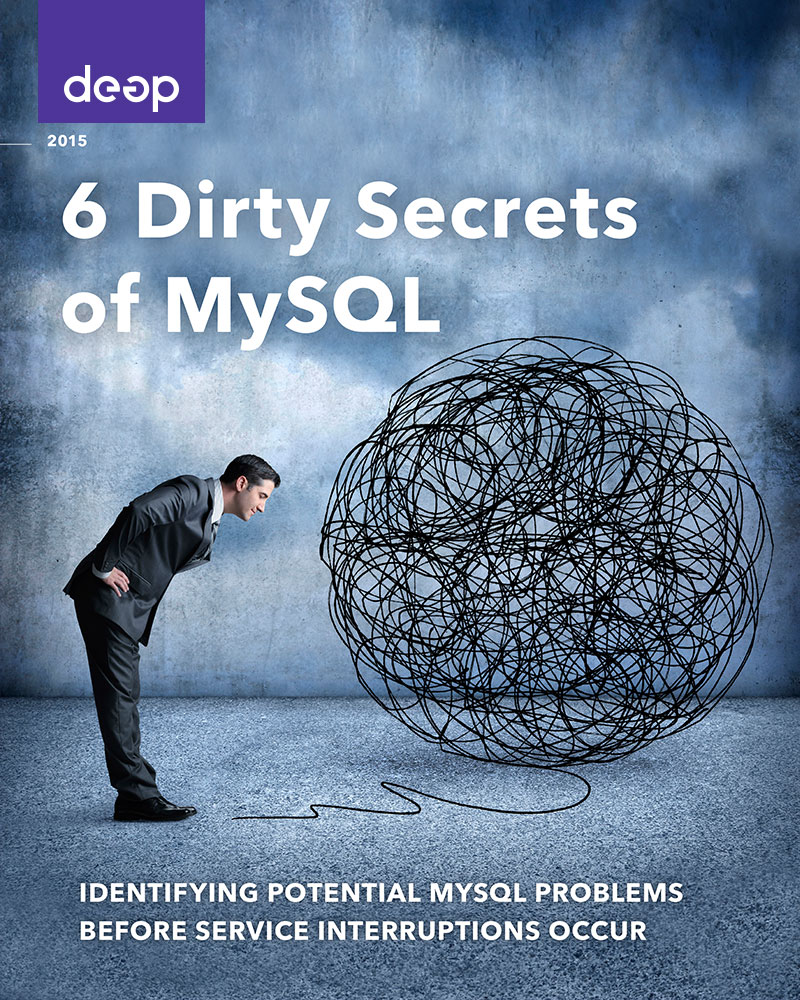 deep
2015
6 Dirty Secrets
of MySQL
IDENTIFYING POTENTIAL MYSQL PROBLEMS
BEFORE SERVICE INTERRUPTIONS OCCUR